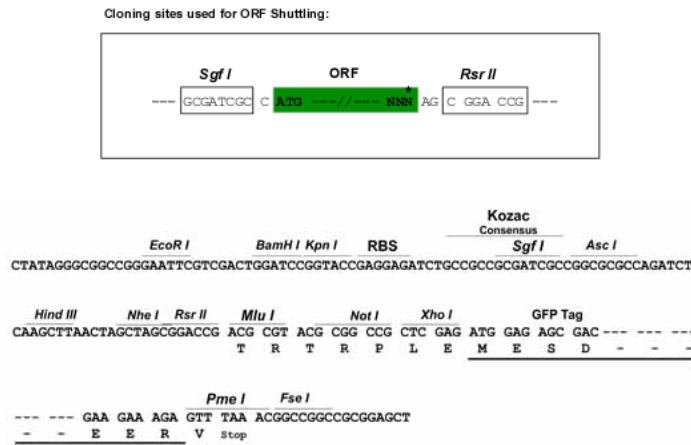 Cloning sites used for ORF Shuttling:
Sgf I ORF Rsr II
--- GCGATCGC C ATG ---//--- NNN* AG C GGA CCG ---
Kozac
Consensus
EcoR I BamH I Kpn I RBS Sgf I Asc I
CTATAGGGCGGCCGGGAATTCGTCGACTGGATCCGGTACCGAGGAGATCTGCCGCCGCGATCGCCGGCGCGCCAGATCT
Hind III Nhe I Rsr II Mlu I Not I Xho I GFP Tag
CAAGCTTAACTAGCTAGCGGACCG ACG CGT ACG CGG CCG CTC GAG ATG GAG AGC GAC--- --- ---
T R T R P L E M E S D - - -
--- --- GAA GAA AGA GTT TAA ACGGCCGGCCGCGGAGCT
- - E E R V Stop
Pme I Fse I